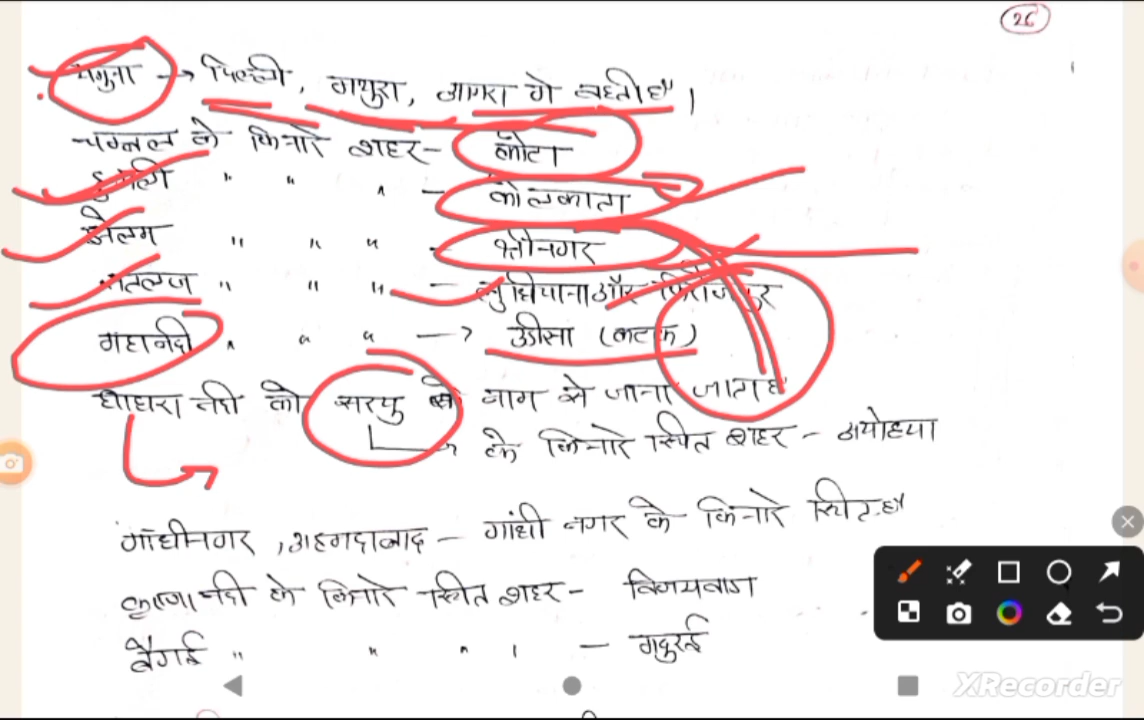 26
यमुना → दिल्ली, मथुरा, आगरा में बहती है।
चम्बल के किनारे शहर - कोटा
हुगली " " " - कोलकाता
झेलम " " " - श्रीनगर
सतलज " " " - लुधियाना और फिरोजपुर
महानदी " " " → उड़ीसा (कटक)
घाघरा नदी को सरयु के नाम से जाना जाता है
के किनारे स्थित शहर - अयोध्या
गांधीनगर, अहमदाबाद - गांधी नगर के किनारे स्थित है
कृष्णा नदी के किनारे स्थित शहर - विजयवाडा
वैगई " " " । - मदुरई
XRecorder